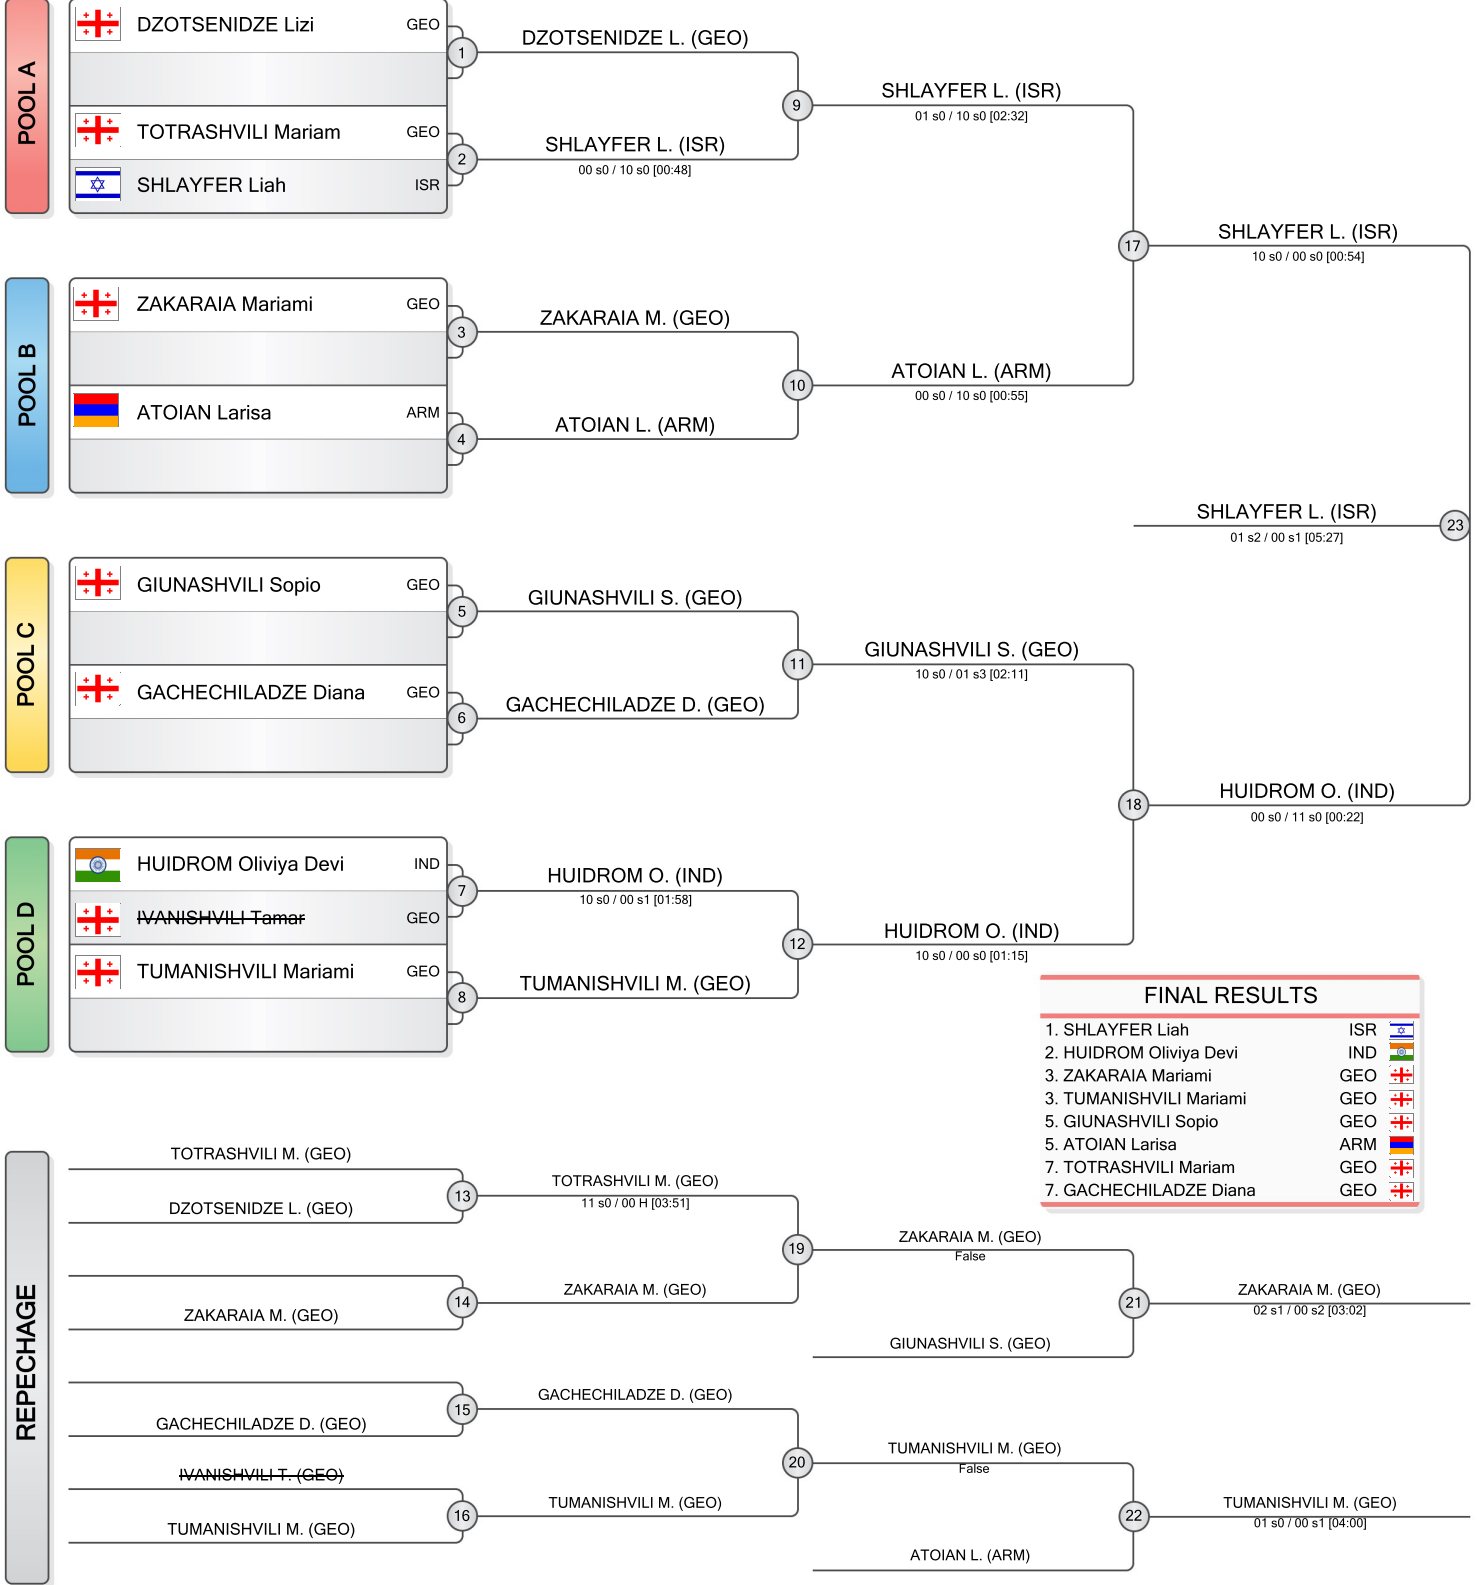 POOL A
DZOTSENIDZE Lizi GEO
TOTRASHVILI Mariam GEO
SHLAYFER Liah ISR
1
2
DZOTSENIDZE L. (GEO)
SHLAYFER L. (ISR)
00 s0 / 10 s0 [00:48]
9
SHLAYFER L. (ISR)
01 s0 / 10 s0 [02:32]
POOL B
ZAKARAIA Mariami GEO
ATOIAN Larisa ARM
3
4
ZAKARAIA M. (GEO)
ATOIAN L. (ARM)
10
ATOIAN L. (ARM)
00 s0 / 10 s0 [00:55]
17
SHLAYFER L. (ISR)
10 s0 / 00 s0 [00:54]
SHLAYFER L. (ISR)
01 s2 / 00 s1 [05:27]
23
POOL C
GIUNASHVILI Sopio GEO
GACHECHILADZE Diana GEO
5
6
GIUNASHVILI S. (GEO)
GACHECHILADZE D. (GEO)
11
GIUNASHVILI S. (GEO)
10 s0 / 01 s3 [02:11]
POOL D
HUIDROM Oliviya Devi IND
IVANISHVILI Tamar GEO
TUMANISHVILI Mariami GEO
7
8
HUIDROM O. (IND)
10 s0 / 00 s1 [01:58]
TUMANISHVILI M. (GEO)
12
HUIDROM O. (IND)
10 s0 / 00 s0 [01:15]
18
HUIDROM O. (IND)
00 s0 / 11 s0 [00:22]
FINAL RESULTS
1. SHLAYFER Liah ISR
2. HUIDROM Oliviya Devi IND
3. ZAKARAIA Mariami GEO
3. TUMANISHVILI Mariami GEO
5. GIUNASHVILI Sopio GEO
5. ATOIAN Larisa ARM
7. TOTRASHVILI Mariam GEO
7. GACHECHILADZE Diana GEO
REPECHAGE
TOTRASHVILI M. (GEO)
DZOTSENIDZE L. (GEO)
13
TOTRASHVILI M. (GEO)
11 s0 / 00 H [03:51]
ZAKARAIA M. (GEO)
14
ZAKARAIA M. (GEO)
19
ZAKARAIA M. (GEO)
False
GIUNASHVILI S. (GEO)
21
ZAKARAIA M. (GEO)
02 s1 / 00 s2 [03:02]
GACHECHILADZE D. (GEO)
15
GACHECHILADZE D. (GEO)
IVANISHVILI T. (GEO)
TUMANISHVILI M. (GEO)
16
TUMANISHVILI M. (GEO)
20
TUMANISHVILI M. (GEO)
False
ATOIAN L. (ARM)
22
TUMANISHVILI M. (GEO)
01 s0 / 00 s1 [04:00]